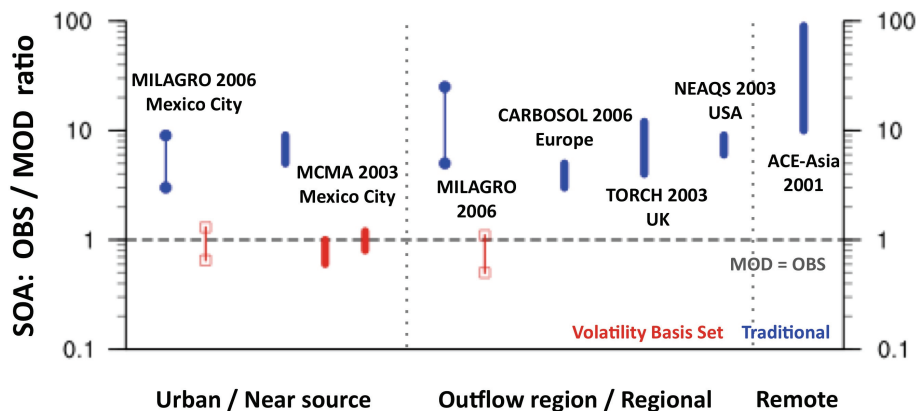 SOA: OBS / MOD ratio
100
10
1
0.1
MILAGRO 2006
Mexico City
MCMA 2003
Mexico City
MILAGRO
2006
CARBOSOL 2006
Europe
TORCH 2003
UK
NEAQS 2003
USA
ACE-Asia
2001
MOD = OBS
Volatility Basis Set Traditional
100
10
1
0.1
Urban / Near source Outflow region / Regional Remote